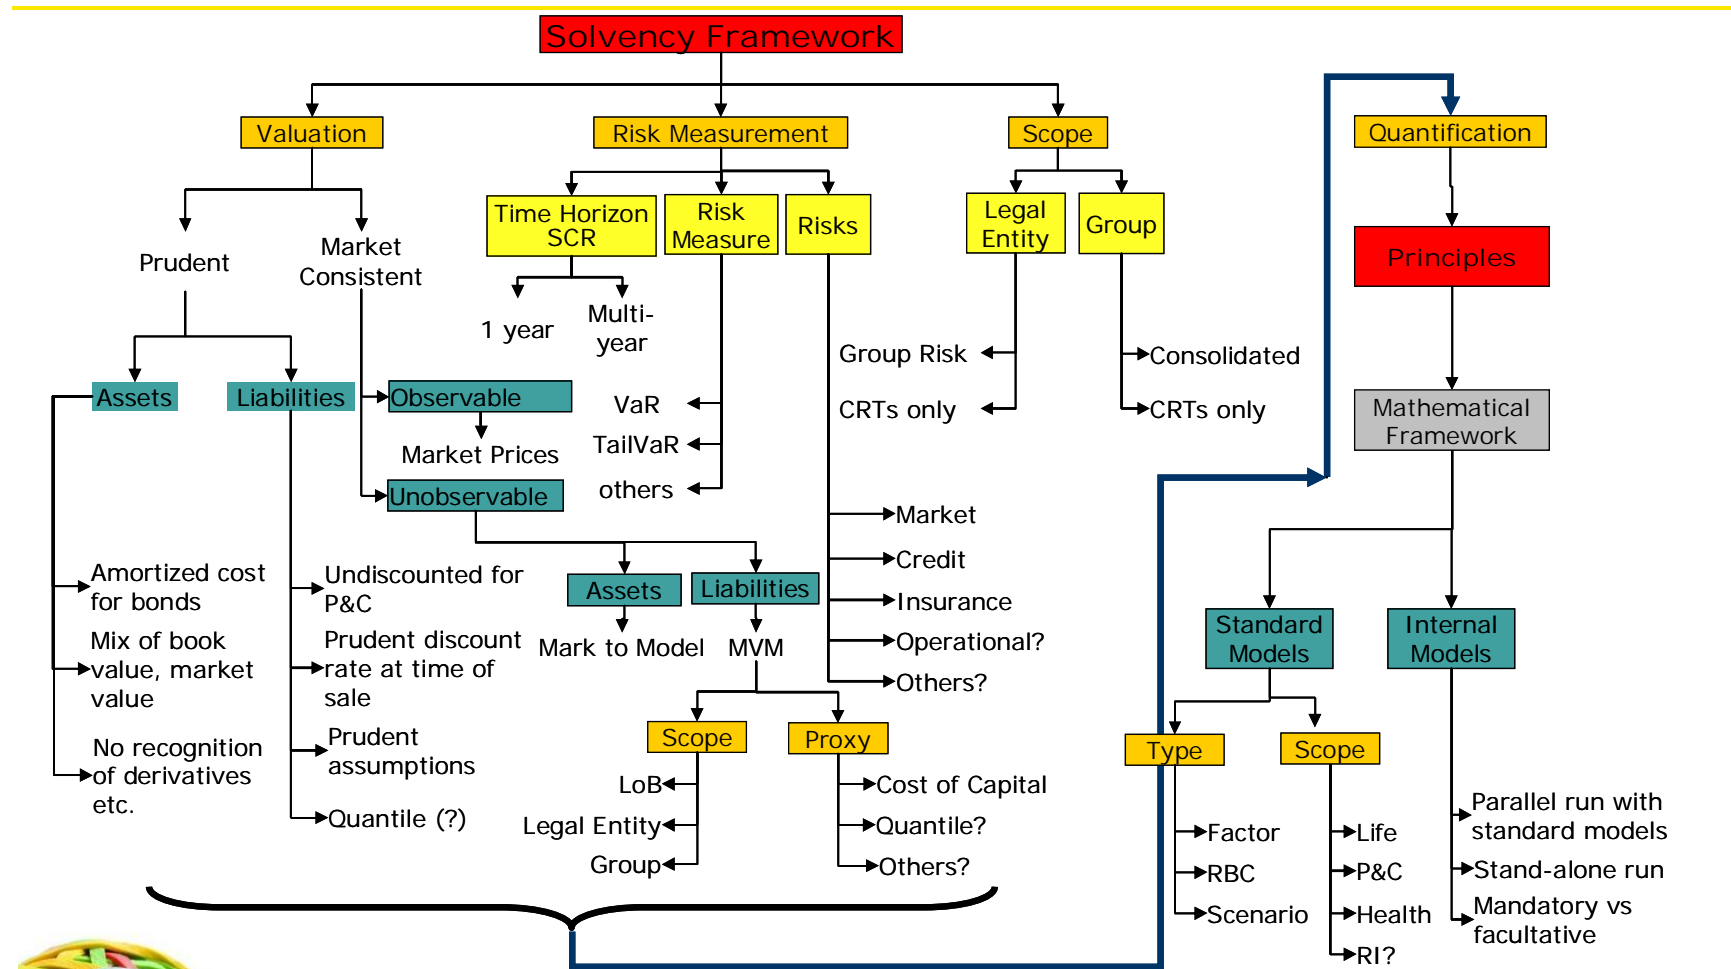 Solvency Framework
Valuation
Risk Measurement
Scope
Quantification
Prudent
Market
Consistent
Time Horizon
SCR
Risk
Measure
Risks
Legal
Entity
Group
Principles
1 year
Multi-
year
Group Risk
CRTs only
Consolidated
CRTs only
Assets
Liabilities
Observable
Market Prices
Unobservable
VaR
TailVaR
others
Mathematical
Framework
Market
Credit
Insurance
Operational?
Others?
Amortized cost
for bonds
Mix of book
value, market
value
No recognition
of derivatives
etc.
Undiscounted for
P&C
Prudent discount
rate at time of
sale
Prudent
assumptions
Quantile (?)
Assets
Mark to Model
Liabilities
MVM
Scope
LoB
Legal Entity
Group
Proxy
Cost of Capital
Quantile?
Others?
Standard
Models
Internal
Models
Type
Factor
RBC
Scenario
Scope
Life
P&C
Health
RI?
Parallel run with
standard models
Stand-alone run
Mandatory vs
facultative